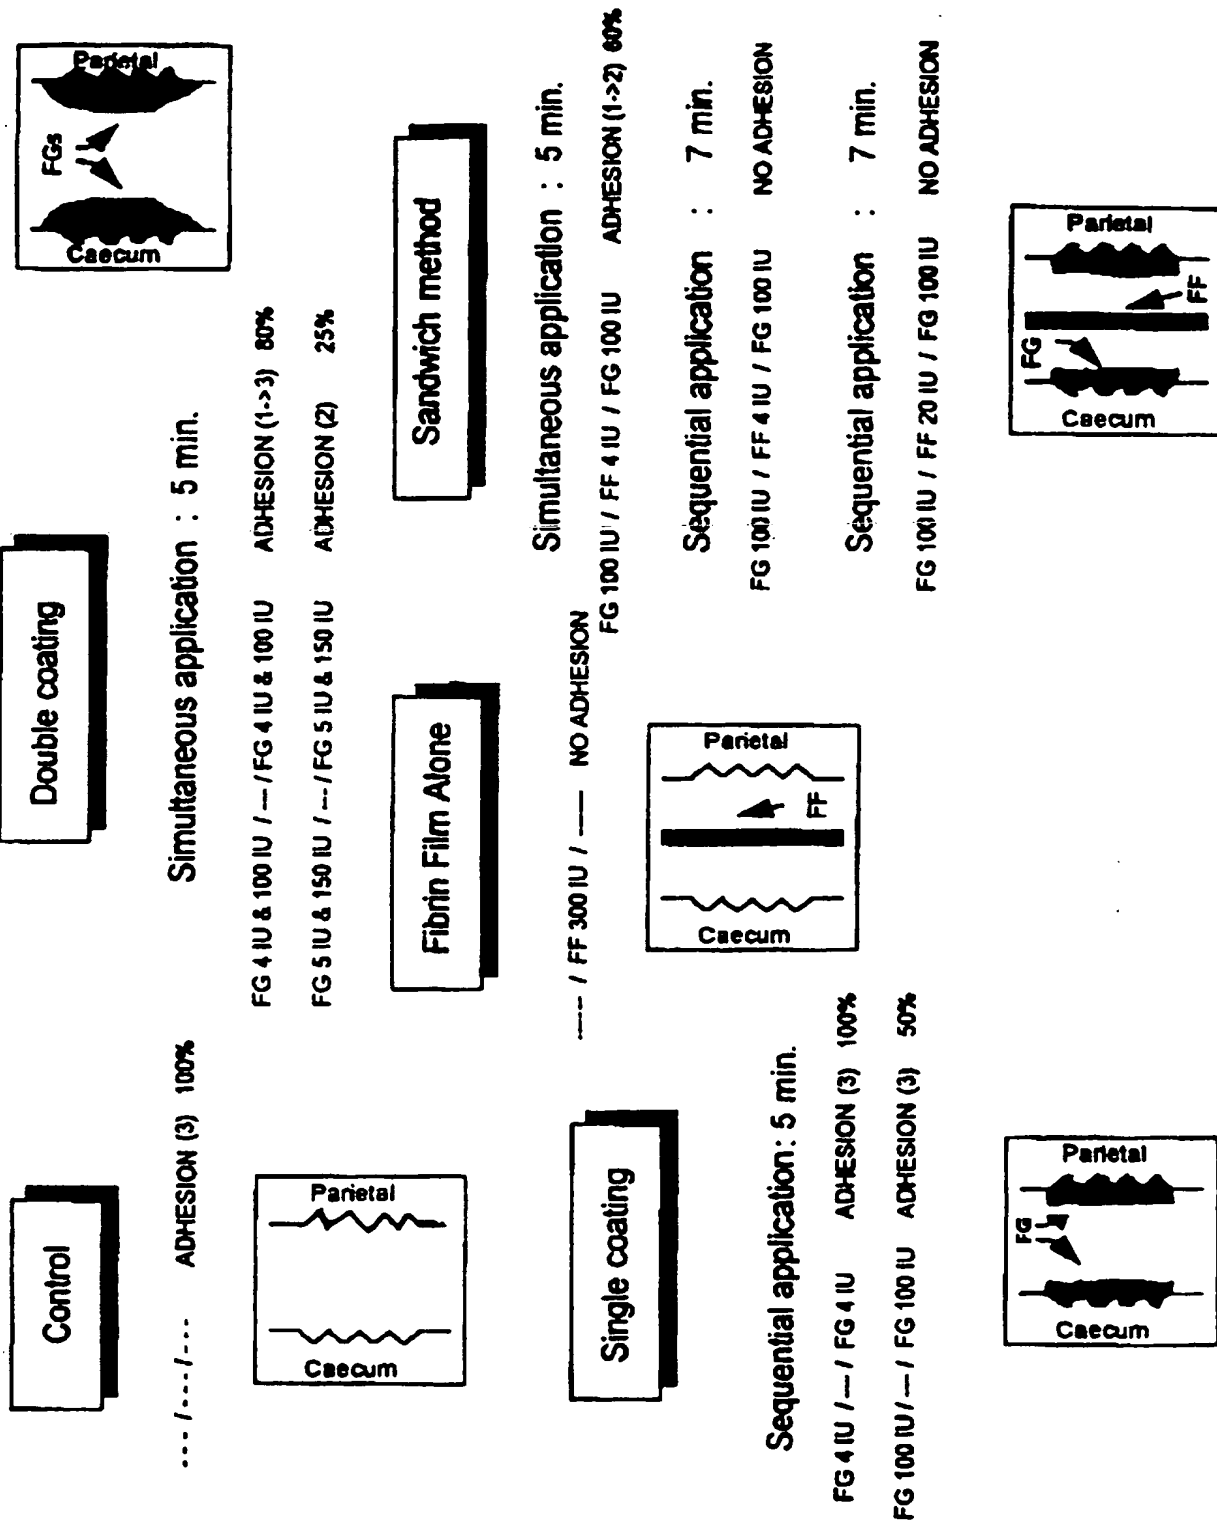 Control
--- / --- / --- ADHESION (3) 100%
Parietal
Caecum
Single coating
Sequential application : 5 min.
FG 4 IU / --- / FG 4 IU ADHESION (3) 100%
FG 100 IU / --- / FG 100 IU ADHESION (3) 50%
Parietal
FG
Caecum
Double coating
Simultaneous application : 5 min.
FG 4 IU & 100 IU / --- / FG 4 IU & 100 IU ADHESION (1->3) 80%
FG 5 IU & 150 IU / --- / FG 5 IU & 150 IU ADHESION (2) 25%
Parietal
FGs
Caecum
Fibrin Film Alone
----- / FF 300 IU / ---- NO ADHESION
Parietal
FF
Caecum
Sandwich method
Simultaneous application : 5 min.
FG 100 IU / FF 4 IU / FG 100 IU ADHESION (1->2) 60%
Sequential application : 7 min.
FG 100 IU / FF 4 IU / FG 100 IU NO ADHESION
Sequential application : 7 min.
FG 100 IU / FF 20 IU / FG 100 IU NO ADHESION
Parietal
FG
FF
Caecum